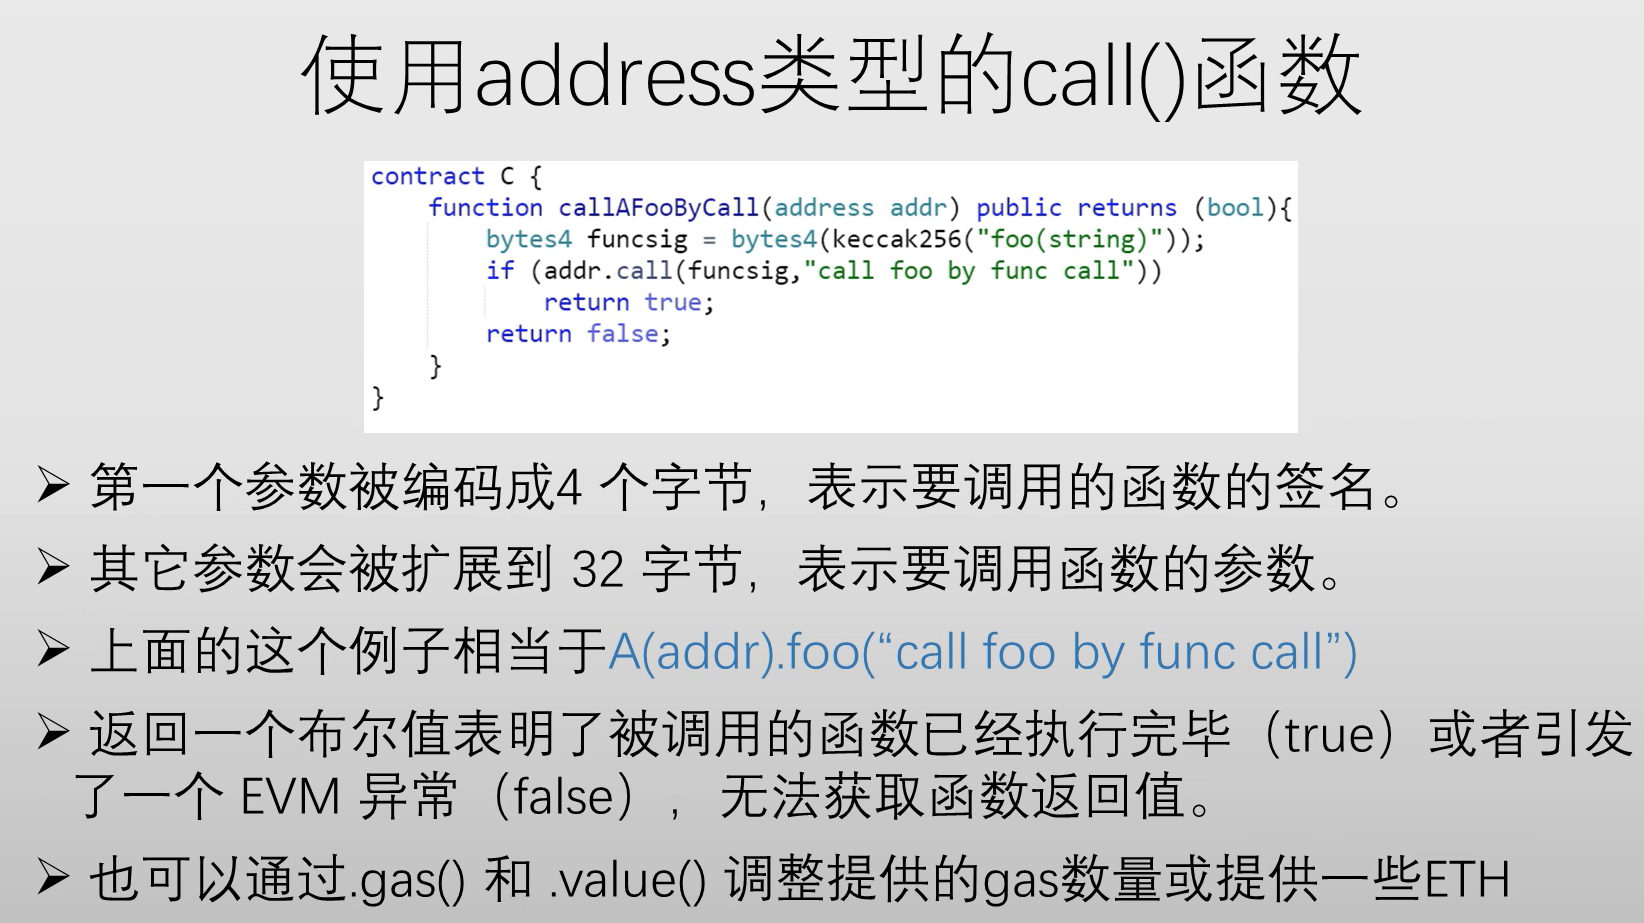 使用address类型的call()函数
contract C {
function callAFooByCall(address addr) public returns (bool){
bytes4 funcsig = bytes4(keccak256("foo(string)"));
if (addr.call(funcsig,"call foo by func call"))
return true;
return false;
}
}
➢ 第一个参数被编码成4 个字节，表示要调用的函数的签名。
➢ 其它参数会被扩展到 32 字节，表示要调用函数的参数。
➢ 上面的这个例子相当于A(addr).foo(“call foo by func call”)
➢ 返回一个布尔值表明了被调用的函数已经执行完毕（true）或者引发
了一个 EVM 异常（false），无法获取函数返回值。
➢ 也可以通过.gas() 和 .value() 调整提供的gas数量或提供一些ETH